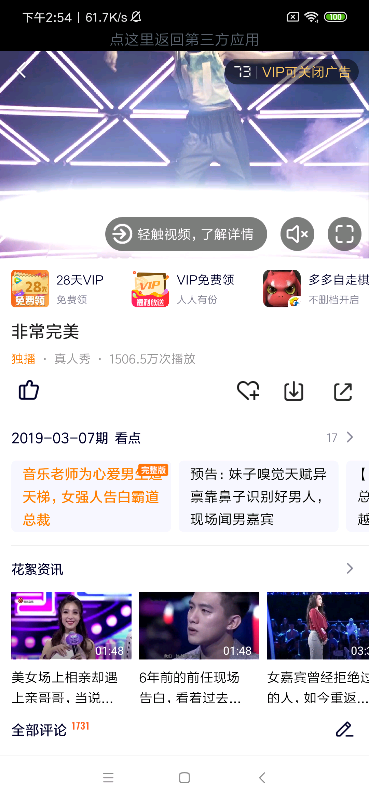 下午2:54 | 61.7K/s
100
点这里返回第三方应用
73 | VIP可关闭广告
轻触视频，了解详情
28天
免费领
28天VIP
免费领
VIP
福利放送
VIP免费领
人人有份
多多自走棋
不删档开启
非常完美
独播 · 真人秀 · 1506.5万次播放
2019-03-07期 看点
17
完整版
音乐老师为心爱男生造
天梯，女强人告白霸道
总裁
预告：妹子嗅觉天赋异
禀靠鼻子识别好男人，
现场闻男嘉宾
【
总
越
花絮资讯
01:48
01:48
03:3
美女场上相亲却遇
上亲哥哥，当说...
6年前的前任现场
告白，看着过去...
女嘉宾曾经拒绝过
的人，如今重返...
全部评论 1731